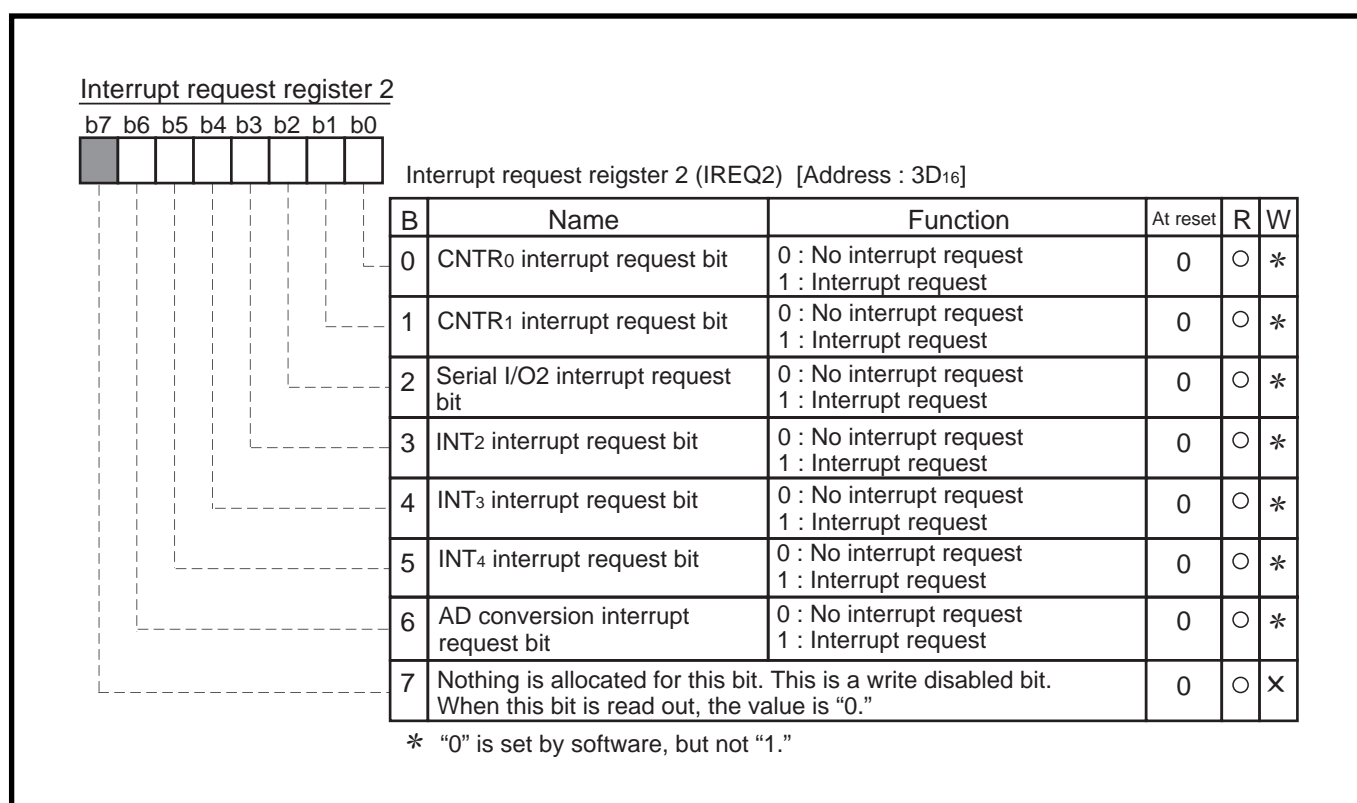 Interrupt request register 2
b7 b6 b5 b4 b3 b2 b1 b0
Interrupt request reigster 2 (IREQ2) [Address : 3D16]
B Name Function At reset R W
0 CNTR0 interrupt request bit 0 : No interrupt request 0 ○ *
1 : Interrupt request
1 CNTR1 interrupt request bit 0 : No interrupt request 0 ○ *
1 : Interrupt request
2 Serial I/O2 interrupt request 0 : No interrupt request 0 ○ *
bit 1 : Interrupt request
3 INT2 interrupt request bit 0 : No interrupt request 0 ○ *
1 : Interrupt request
4 INT3 interrupt request bit 0 : No interrupt request 0 ○ *
1 : Interrupt request
5 INT4 interrupt request bit 0 : No interrupt request 0 ○ *
1 : Interrupt request
6 AD conversion interrupt 0 : No interrupt request 0 ○ *
request bit 1 : Interrupt request
7 Nothing is allocated for this bit. This is a write disabled bit. 0 ○ ×
When this bit is read out, the value is “0.”
* “0” is set by software, but not “1.”